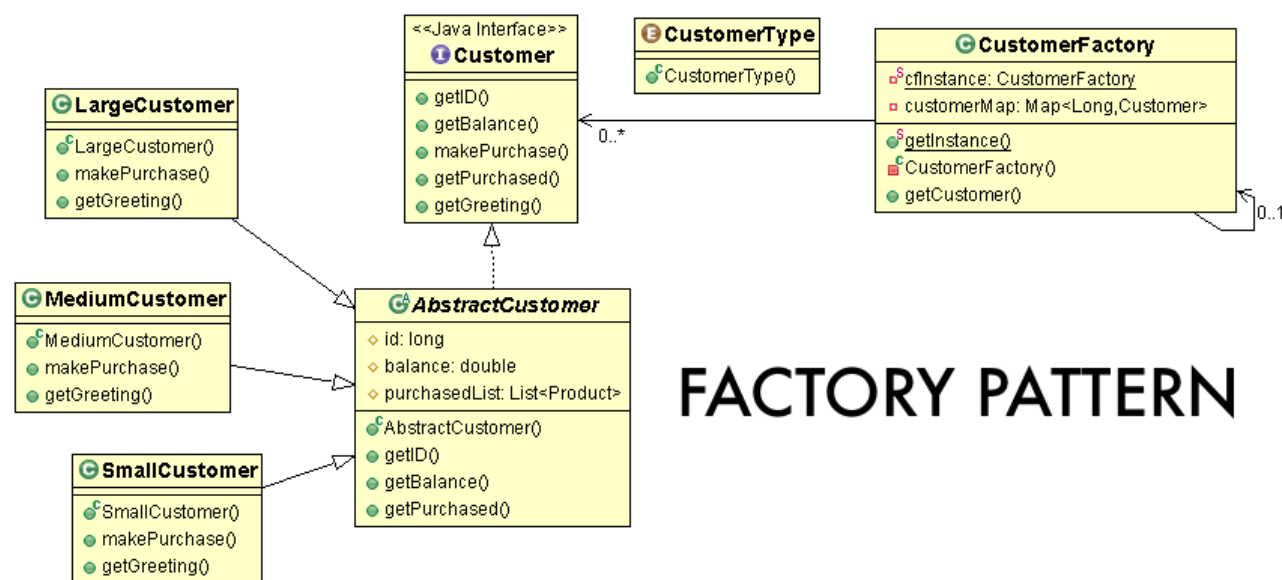 <<Java Interface>>
Customer
getID()
getBalance()
makePurchase()
getPurchased()
getGreeting()
CustomerType
CustomerType()
CustomerFactory
cfInstance: CustomerFactory
customerMap: Map<Long,Customer>
getInstance()
CustomerFactory()
getCustomer()
0..*
0..1
LargeCustomer
LargeCustomer()
makePurchase()
getGreeting()
MediumCustomer
MediumCustomer()
makePurchase()
getGreeting()
SmallCustomer
SmallCustomer()
makePurchase()
getGreeting()
AbstractCustomer
id: long
balance: double
purchasedList: List<Product>
AbstractCustomer()
getID()
getBalance()
getPurchased()
FACTORY PATTERN